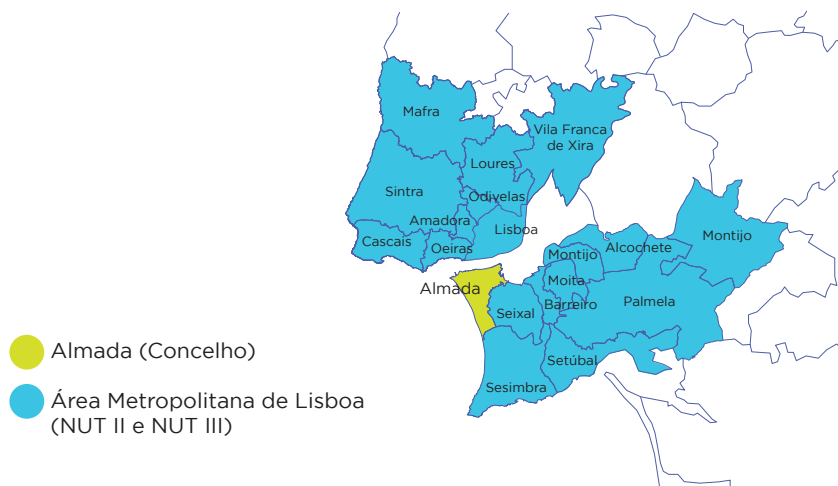 Mafra
Vila Franca
de Xira
Loures
Sintra
Odivelas
Amadora
Lisboa
Cascais
Oeiras
Montijo
Alcochete
Montijo
Almada
Moita
Barreiro
Palmela
Seixal
Setúbal
Sesimbra
Almada (Concelho)
Área Metropolitana de Lisboa
(NUT II e NUT III)